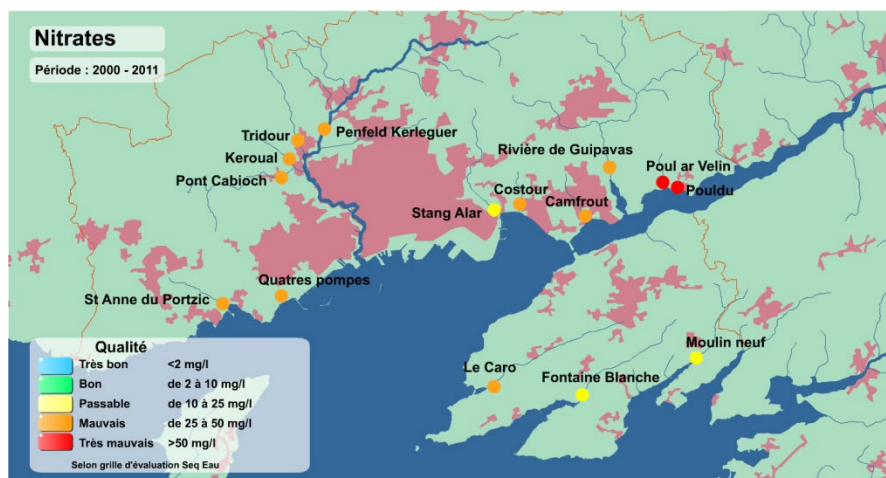 Nitrates
Période : 2000 - 2011
Penfeld Kerleguer
Tridour
Keroual
Pont Cabioch
Rivière de Guipavas
Poul ar Velin
Pouldu
Costour
Camfrout
Stang Alar
Quatres pompes
St Anne du Portzic
Moulin neuf
Le Caro
Fontaine Blanche
Qualité
Très bon <2 mg/l
Bon de 2 à 10 mg/l
Passable de 10 à 25 mg/l
Mauvais de 25 à 50 mg/l
Très mauvais >50 mg/l
Selon grille d'évaluation Seq Eau